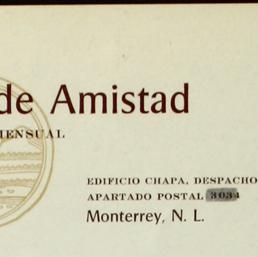 de Amistad
MENSUAL
EDIFICIO CHAPA, DESPACHO
APARTADO POSTAL 3034
Monterrey, N. L.